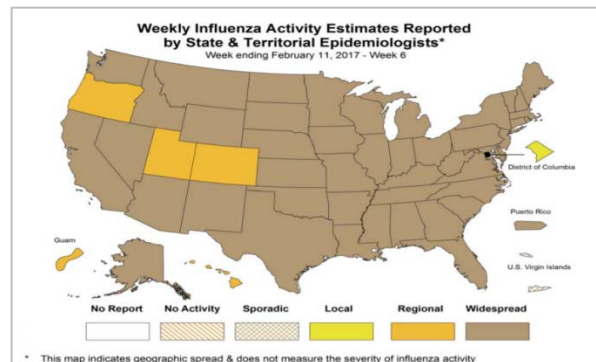 Weekly Influenza Activity Estimates Reported
by State & Territorial Epidemiologists*
Week ending February 11, 2017 - Week 6
District of Columbia
Puerto Rico
Guam
U.S. Virgin Islands
No Report
No Activity
Sporadic
Local
Regional
Widespread
* This map indicates geographic spread & does not measure the severity of influenza activity